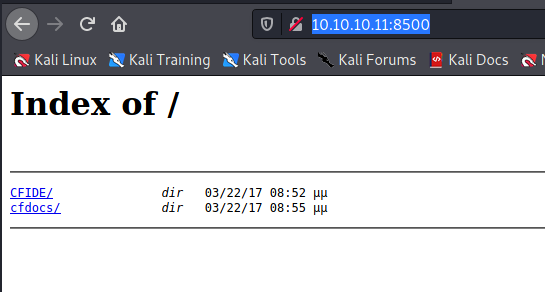 10.10.10.11:8500
Kali Linux Kali Training Kali Tools Kali Forums Kali Docs
Index of /
CFIDE/ dir 03/22/17 08:52 μμ
cfdocs/ dir 03/22/17 08:55 μμ